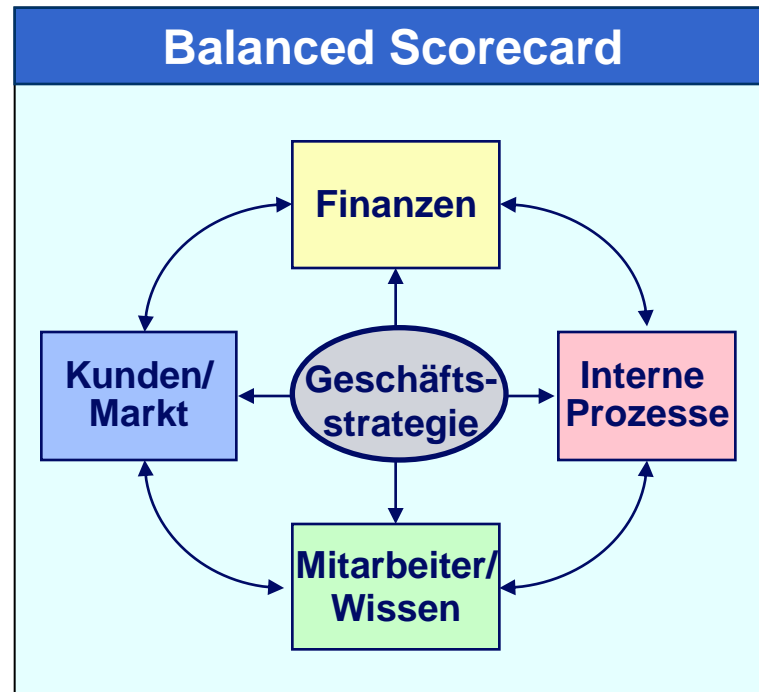 Balanced Scorecard
Finanzen
Kunden/
Markt
Geschäfts-
strategie
Interne
Prozesse
Mitarbeiter/
Wissen